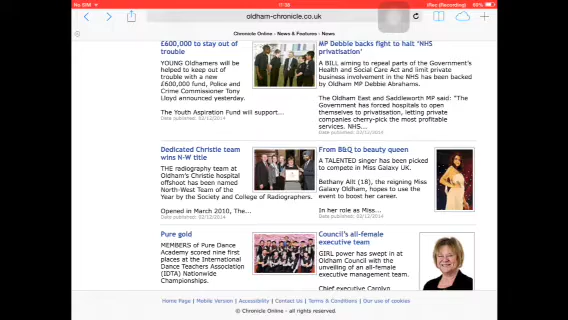 No SIM
11:38
iRec (Recording)
oldham-chronicle.co.uk
Chronicle Online - News & Features - News
£600,000 to stay out of
trouble
YOUNG Oldhamers will be
helped to keep out of
trouble with a new
£600,000 fund, Police and
Crime Commissioner Tony
Lloyd announced yesterday.
The Youth Aspiration Fund will support...
Date published: 02/12/2014
MP Debbie backs fight to halt 'NHS
privatisation'
A BILL aiming to repeal parts of the Government's
Health and Social Care Act and limit private
business involvement in the NHS has been backed
by Oldham MP Debbie Abrahams.
The Oldham East and Saddleworth MP said: "The
Government has forced hospitals to open
themselves to privatisation, letting private
companies cherry-pick the most profitable
services. NHS...
Date published: 02/12/2014
Dedicated Christie team
wins N-W title
THE radiography team at
Oldham's Christie hospital
offshoot has been named
North-West Team of the
Year by the Society and College of Radiographers.
Opened in March 2010, The...
Date published: 02/12/2014
From B&Q to beauty queen
A TALENTED singer has been picked
to compete in Miss Galaxy UK.
Bethany Ailt (18), the reigning Miss
Galaxy Oldham, hopes to use the
event to boost her career.
In her role as Miss...
Date published: 02/12/2014
Pure gold
MEMBERS of Pure Dance
Academy scored nine first
places at the International
Dance Teachers Association
(IDTA) Nationwide
Championships.
Council's all-female
executive team
GIRL power has swept in at
Oldham Council with the
unveiling of an all-female
executive management team.
Chief executive Carolyn
Home Page | Mobile Version | Accessibility | Contact Us | Terms & Conditions | Our use of cookies
© Chronicle Online - all rights reserved.